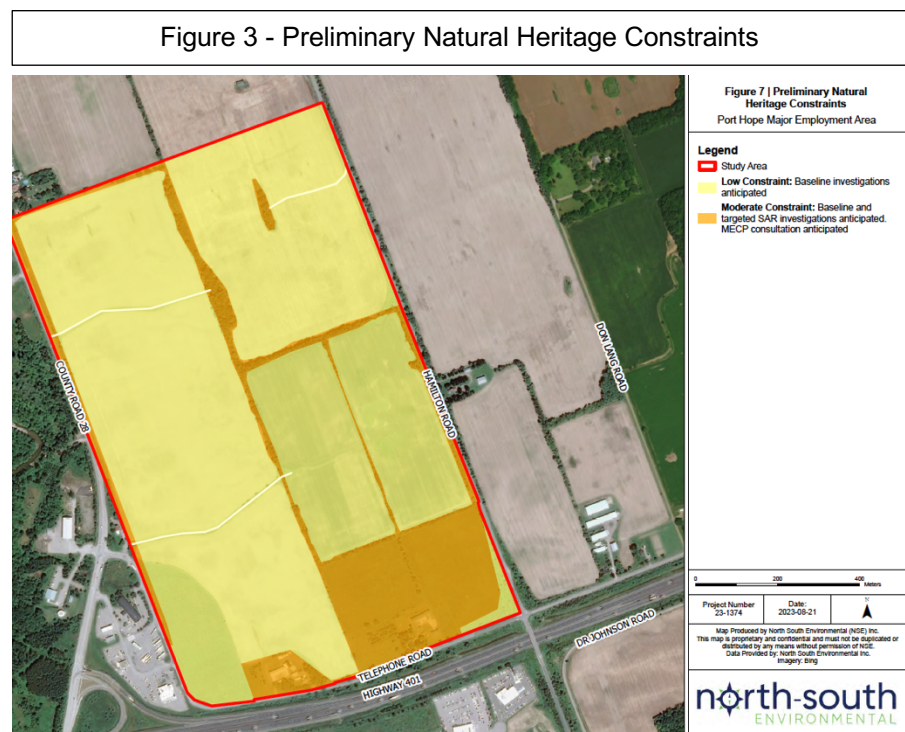 Figure 3 - Preliminary Natural Heritage Constraints
Figure 7 | Preliminary Natural
Heritage Constraints
Port Hope Major Employment Area
Legend
Study Area
Low Constraint: Baseline investigations
anticipated
Moderate Constraint: Baseline and
targeted SAR investigations anticipated.
MECP consultation anticipated
COUNTY ROAD 28
HAMILTON ROAD
DON LANG ROAD
TELEPHONE ROAD
HIGHWAY 401
DR JOHNSON ROAD
0 200 400
Meters
Project Number
23-1374
Date:
2023-08-21
N
Map Produced by North South Environmental (NSE) Inc.
This map is proprietary and confidential and must not be duplicated or
distributed by any means without permission of NSE.
Data Provided by: North South Environmental Inc.
Imagery: Bing
north-south
ENVIRONMENTAL